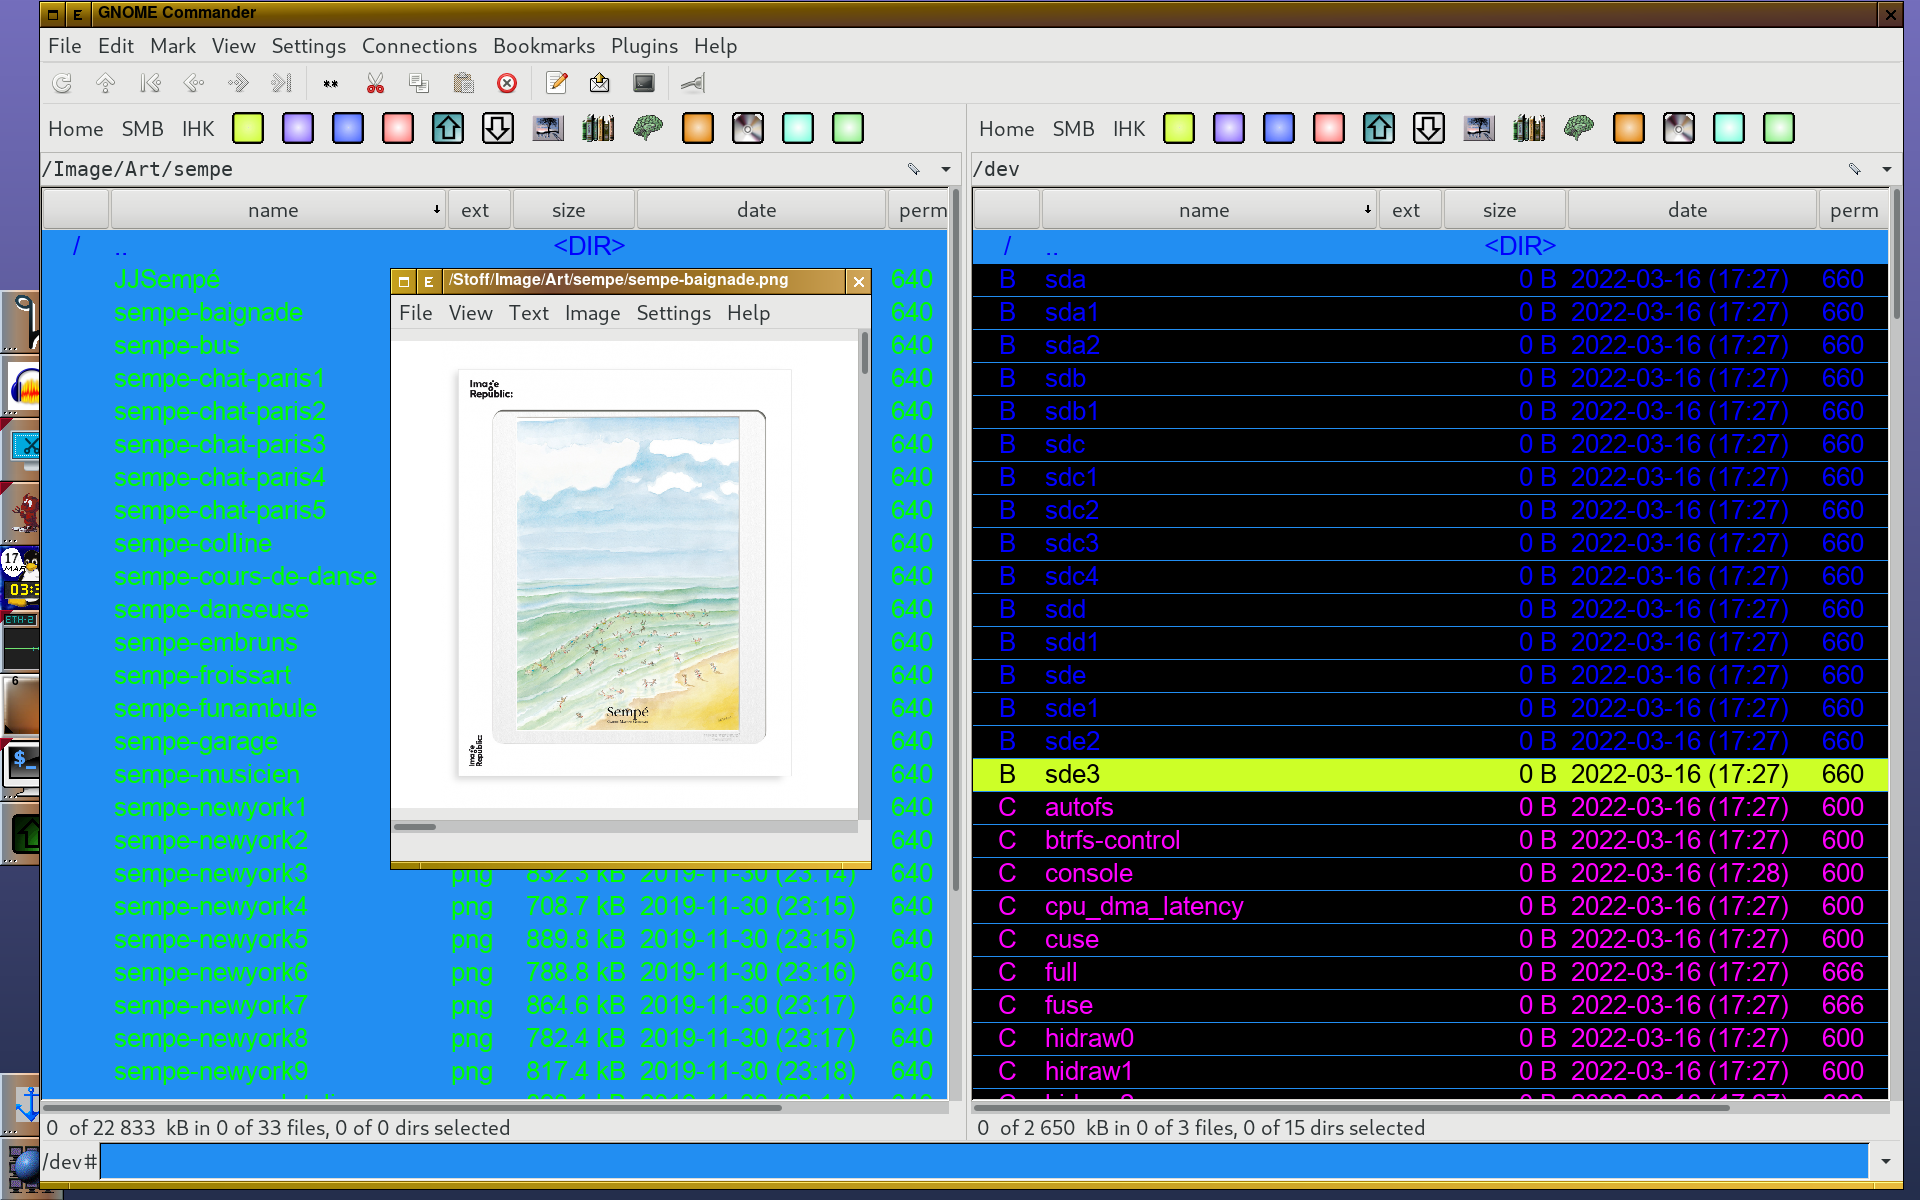 GNOME Commander
File Edit Mark View Settings Connections Bookmarks Plugins Help
Home SMB IHK
Home SMB IHK
/Image/Art/sempe
name ext size date perm
/ .. <DIR>
JJSempé 640
sempe-baignade 640
sempe-bus 640
sempe-chat-paris1 640
sempe-chat-paris2 640
sempe-chat-paris3 640
sempe-chat-paris4 640
sempe-chat-paris5 640
sempe-colline 640
sempe-cours-de-danse 640
sempe-danseuse 640
sempe-embruns 640
sempe-froissart 640
sempe-funambule 640
sempe-garage 640
sempe-musicien 640
sempe-newyork1 640
sempe-newyork2 640
sempe-newyork3 png 832.3 kB 2019-11-30 (23:14) 640
sempe-newyork4 png 708.7 kB 2019-11-30 (23:15) 640
sempe-newyork5 png 889.8 kB 2019-11-30 (23:15) 640
sempe-newyork6 png 788.8 kB 2019-11-30 (23:16) 640
sempe-newyork7 png 864.6 kB 2019-11-30 (23:17) 640
sempe-newyork8 png 782.4 kB 2019-11-30 (23:17) 640
sempe-newyork9 png 817.4 kB 2019-11-30 (23:18) 640
0 of 22 833 kB in 0 of 33 files, 0 of 0 dirs selected
/Stoff/Image/Art/sempe/sempe-baignade.png
File View Text Image Settings Help
Image
Republic:
Sempé
Image
Republic:
/dev
name ext size date perm
/ .. <DIR>
B sda 0 B 2022-03-16 (17:27) 660
B sda1 0 B 2022-03-16 (17:27) 660
B sda2 0 B 2022-03-16 (17:27) 660
B sdb 0 B 2022-03-16 (17:27) 660
B sdb1 0 B 2022-03-16 (17:27) 660
B sdc 0 B 2022-03-16 (17:27) 660
B sdc1 0 B 2022-03-16 (17:27) 660
B sdc2 0 B 2022-03-16 (17:27) 660
B sdc3 0 B 2022-03-16 (17:27) 660
B sdc4 0 B 2022-03-16 (17:27) 660
B sdd 0 B 2022-03-16 (17:27) 660
B sdd1 0 B 2022-03-16 (17:27) 660
B sde 0 B 2022-03-16 (17:27) 660
B sde1 0 B 2022-03-16 (17:27) 660
B sde2 0 B 2022-03-16 (17:27) 660
B sde3 0 B 2022-03-16 (17:27) 660
C autofs 0 B 2022-03-16 (17:27) 600
C btrfs-control 0 B 2022-03-16 (17:27) 600
C console 0 B 2022-03-16 (17:28) 600
C cpu_dma_latency 0 B 2022-03-16 (17:27) 600
C cuse 0 B 2022-03-16 (17:27) 600
C full 0 B 2022-03-16 (17:27) 666
C fuse 0 B 2022-03-16 (17:27) 666
C hidraw0 0 B 2022-03-16 (17:27) 600
C hidraw1 0 B 2022-03-16 (17:27) 600
0 of 2 650 kB in 0 of 3 files, 0 of 15 dirs selected
/dev#
17
MAR
ETH-2
6
$_